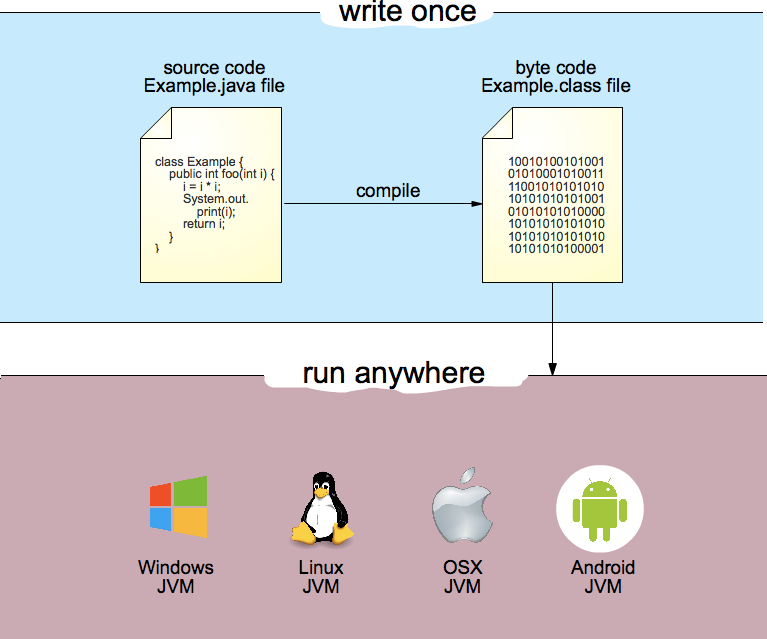 write once
source code
Example.java file
byte code
Example.class file
class Example {
public int foo(int i) {
i = i * i;
System.out.
print(i);
return i;
}
}
compile
10010100101001
01010001010011
11001010101010
10101010101001
01010101010000
10101010101010
10101010101010
10101010100001
run anywhere
Windows
JVM
Linux
JVM
OSX
JVM
Android
JVM